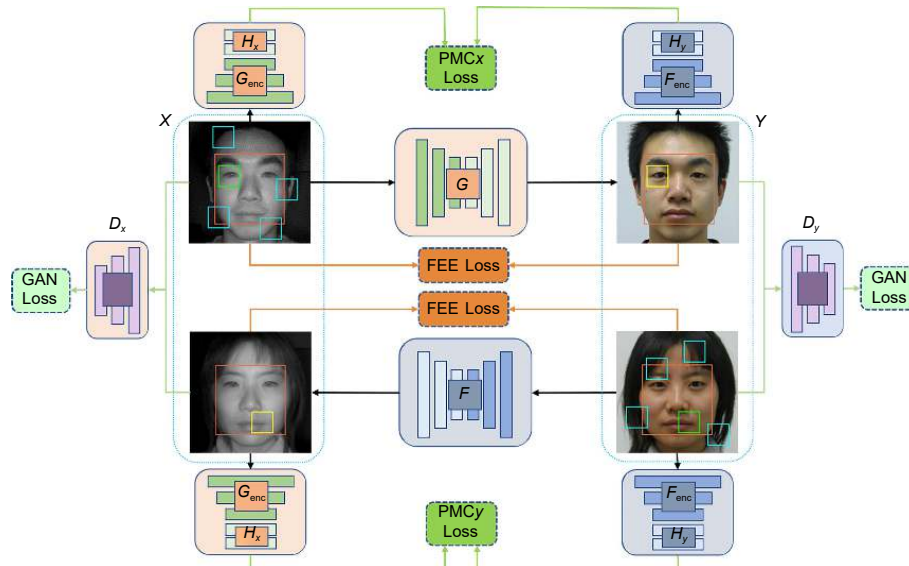 Hx
Genc
PMCx
Loss
Hy
Fenc
X
Y
G
Dx
Dy
GAN
Loss
FEE Loss
GAN
Loss
FEE Loss
F
Genc
Hx
PMCy
Loss
Fenc
Hy